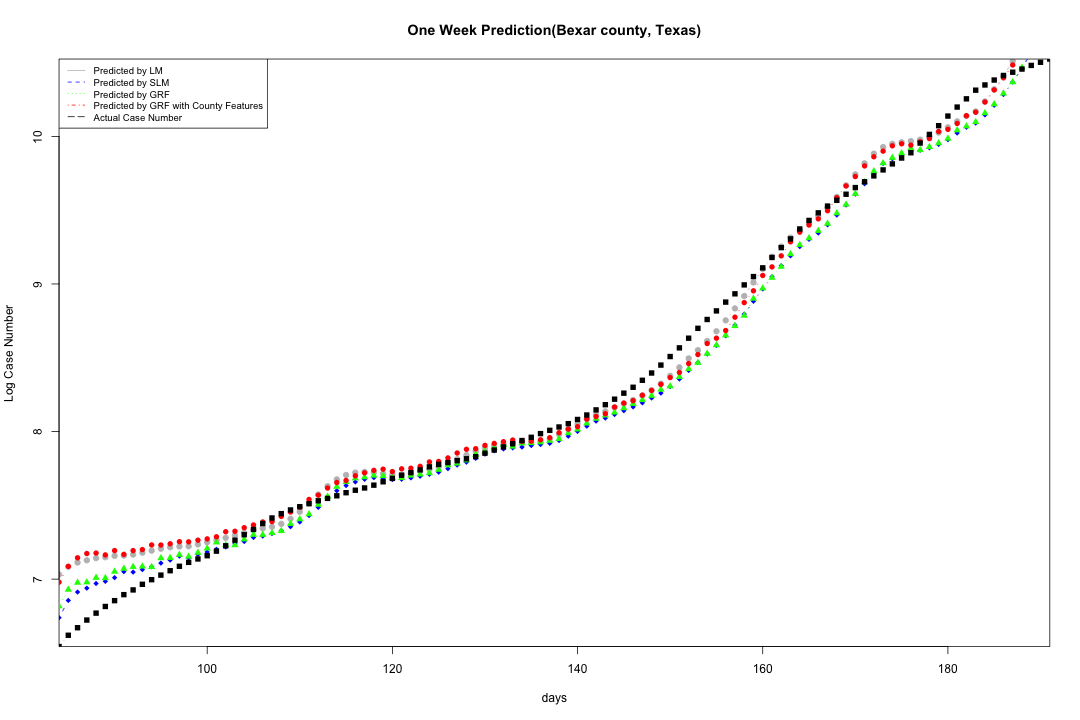 One Week Prediction(Bexar county, Texas)
Predicted by LM
Predicted by SLM
Predicted by GRF
Predicted by GRF with County Features
Actual Case Number
10
9
8
7
Log Case Number
100
120
140
160
180
days